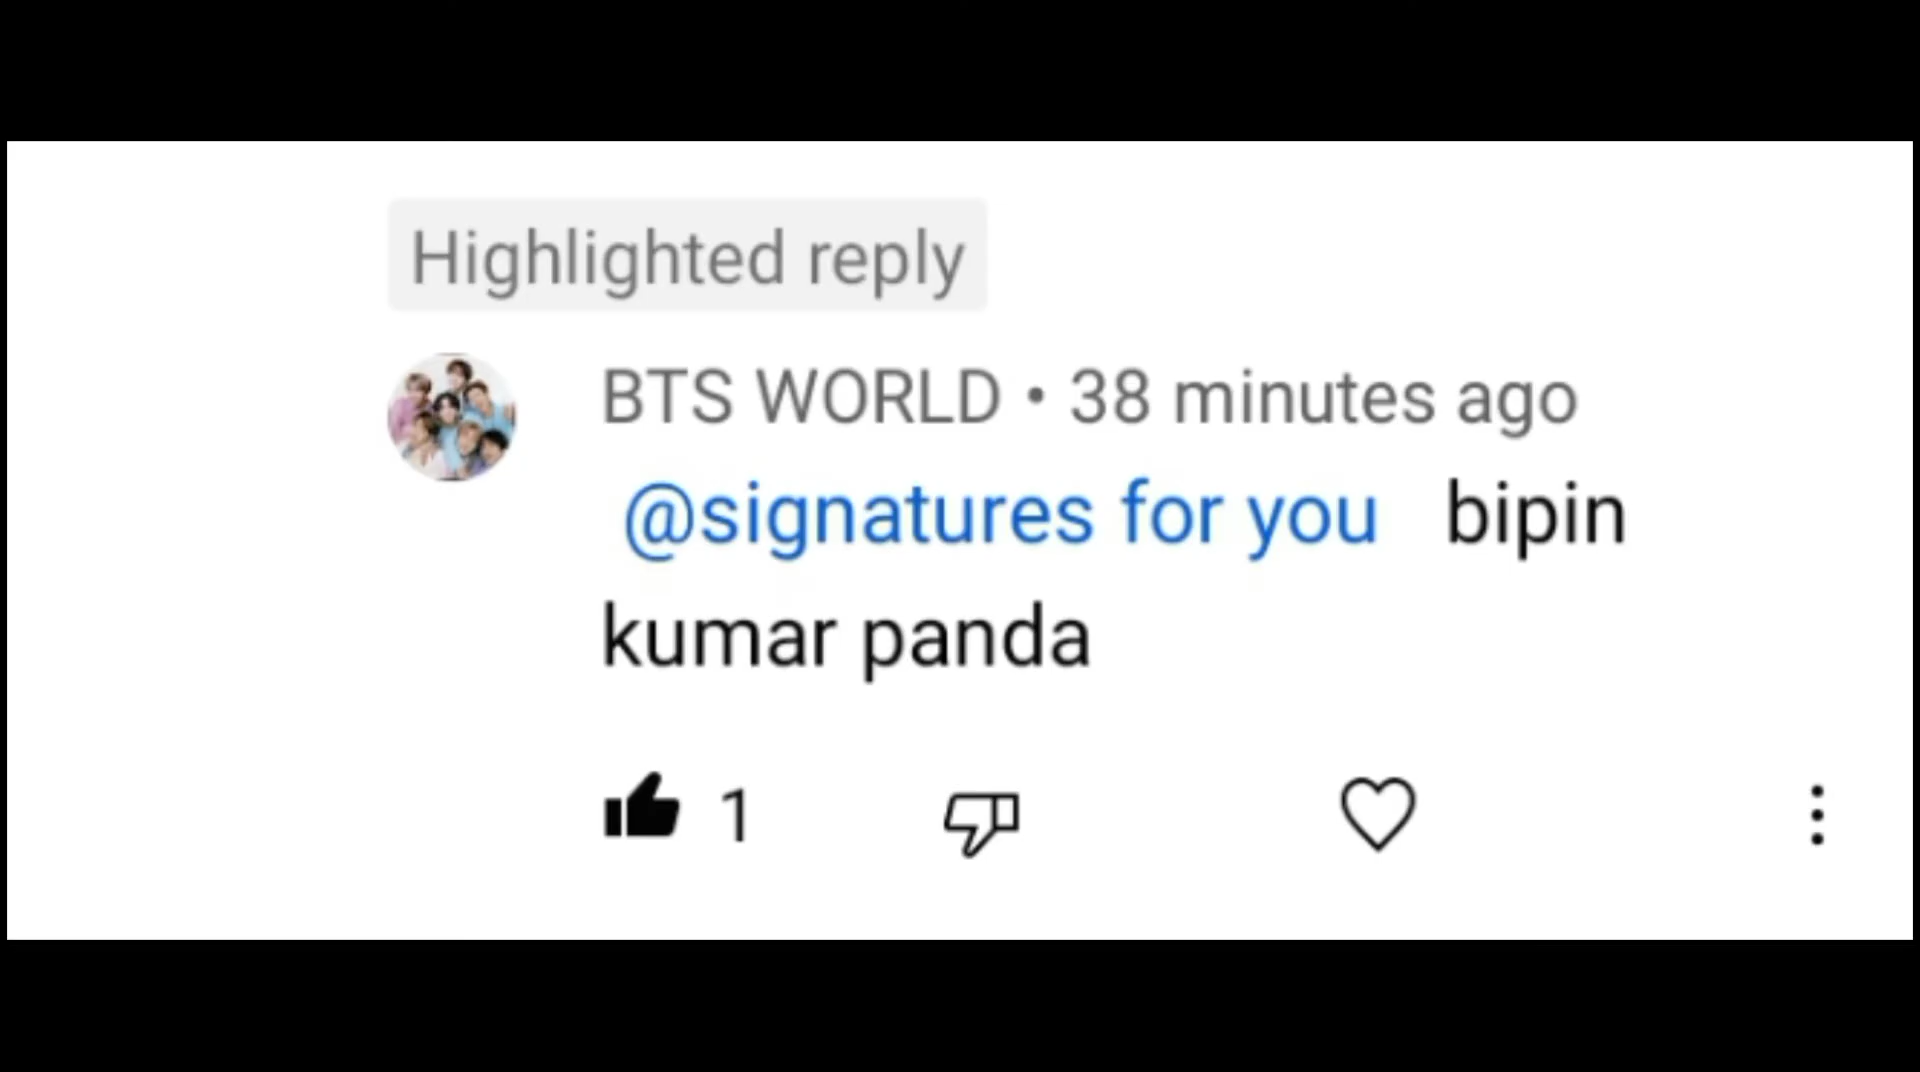 Highlighted reply
BTS WORLD • 38 minutes ago
@signatures for you bipin
kumar panda
1